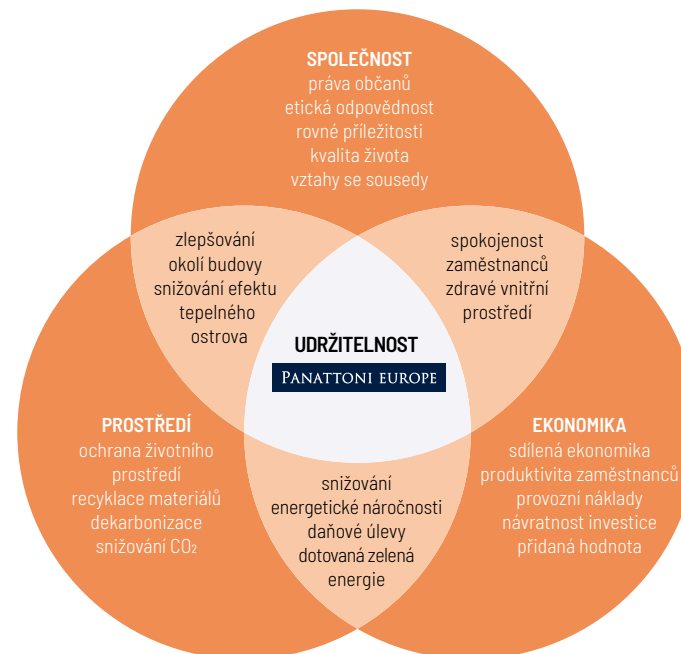 SPOLEČNOST
práva občanů
etická odpovědnost
rovné příležitosti
kvalita života
vztahy se sousedy
zlepšování
okolí budovy
snižování efektu
tepelného
ostrova
spokojenost
zaměstnanců
zdravé vnitřní
prostředí
UDRŽITELNOST
PANATTONI EUROPE
PROSTŘEDÍ
ochrana životního
prostředí
recyklace materiálů
dekarbonizace
snižování CO₂
snižování
energetické náročnosti
daňové úlevy
dotovaná zelená
energie
EKONOMIKA
sdílená ekonomika
produktivita zaměstnanců
provozní náklady
návratnost investice
přidaná hodnota